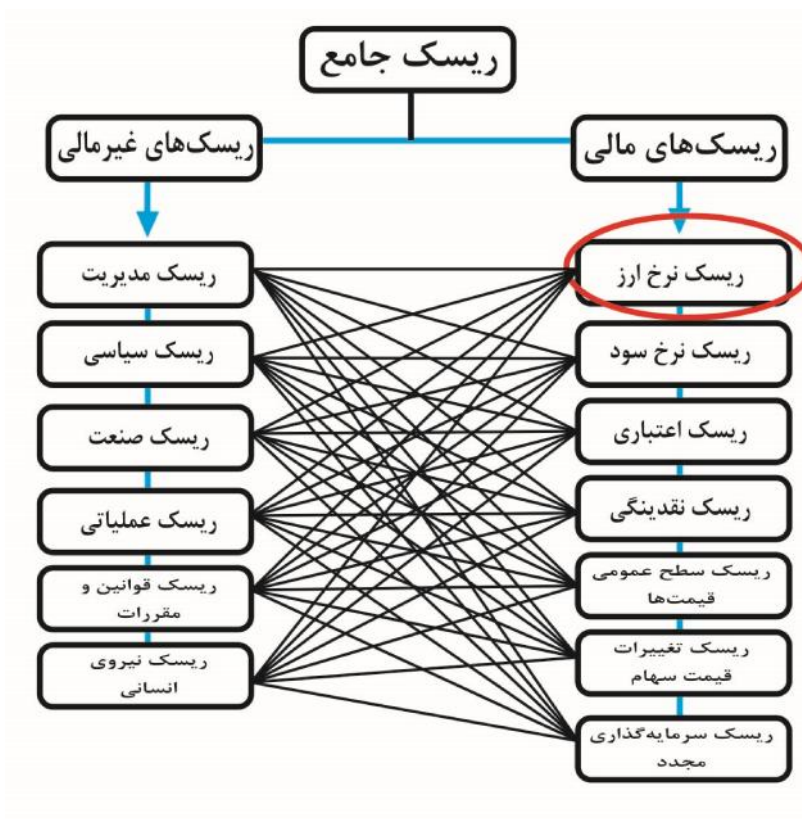 ریسک جامع
ریسک‌های مالی
ریسک‌های غیرمالی
ریسک نرخ ارز
ریسک نرخ سود
ریسک اعتباری
ریسک نقدینگی
ریسک سطح عمومی
قیمت‌ها
ریسک تغییرات
قیمت سهام
ریسک سرمایه‌گذاری
مجدد
ریسک مدیریت
ریسک سیاسی
ریسک صنعت
ریسک عملیاتی
ریسک قوانین و
مقررات
ریسک نیروی
انسانی